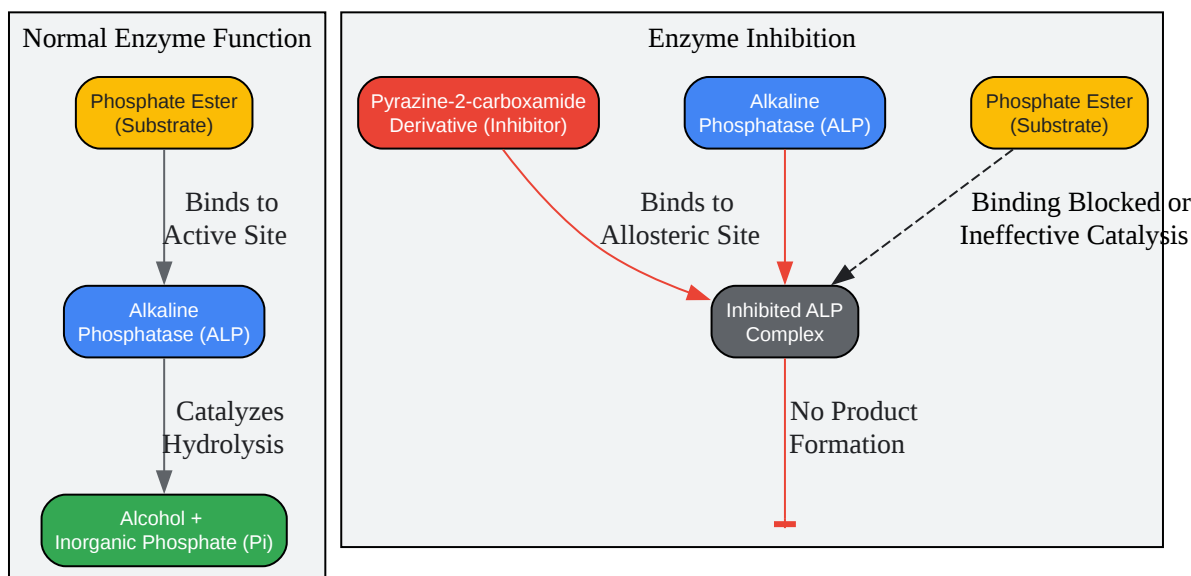 Normal Enzyme Function
Phosphate Ester
(Substrate)
Binds to
Active Site
Alkaline
Phosphatase (ALP)
Catalyzes
Hydrolysis
Alcohol +
Inorganic Phosphate (Pi)
Enzyme Inhibition
Pyrazine-2-carboxamide
Derivative (Inhibitor)
Alkaline
Phosphatase (ALP)
Phosphate Ester
(Substrate)
Binds to
Allosteric Site
Binding Blocked or
Ineffective Catalysis
Inhibited ALP
Complex
No Product
Formation